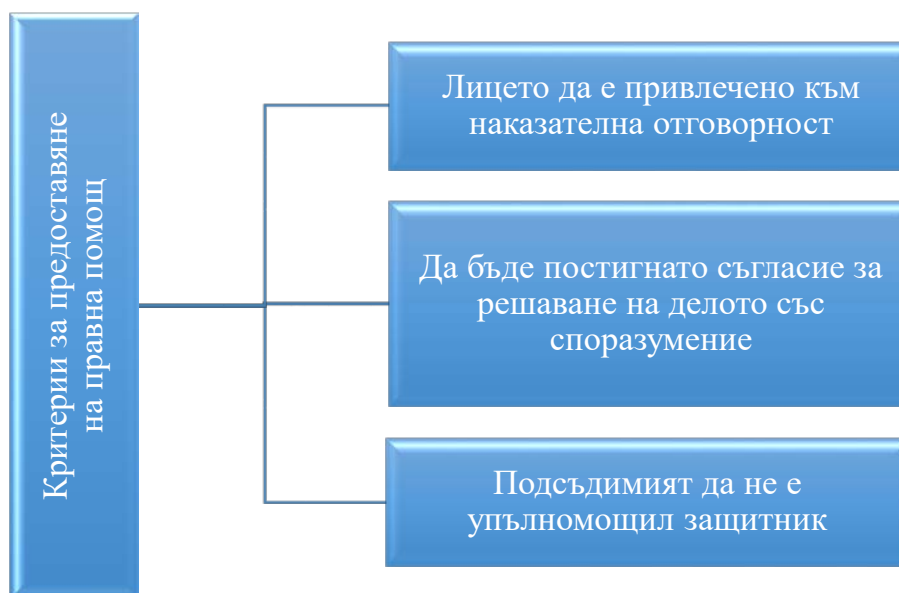 Критерии за предоставяне
на правна помощ
Лицето да е привлечено към
наказателна отговорност
Да бъде постигнато съгласие за
решаване на делото със
споразумение
Подсъдимият да не е
упълномощил защитник